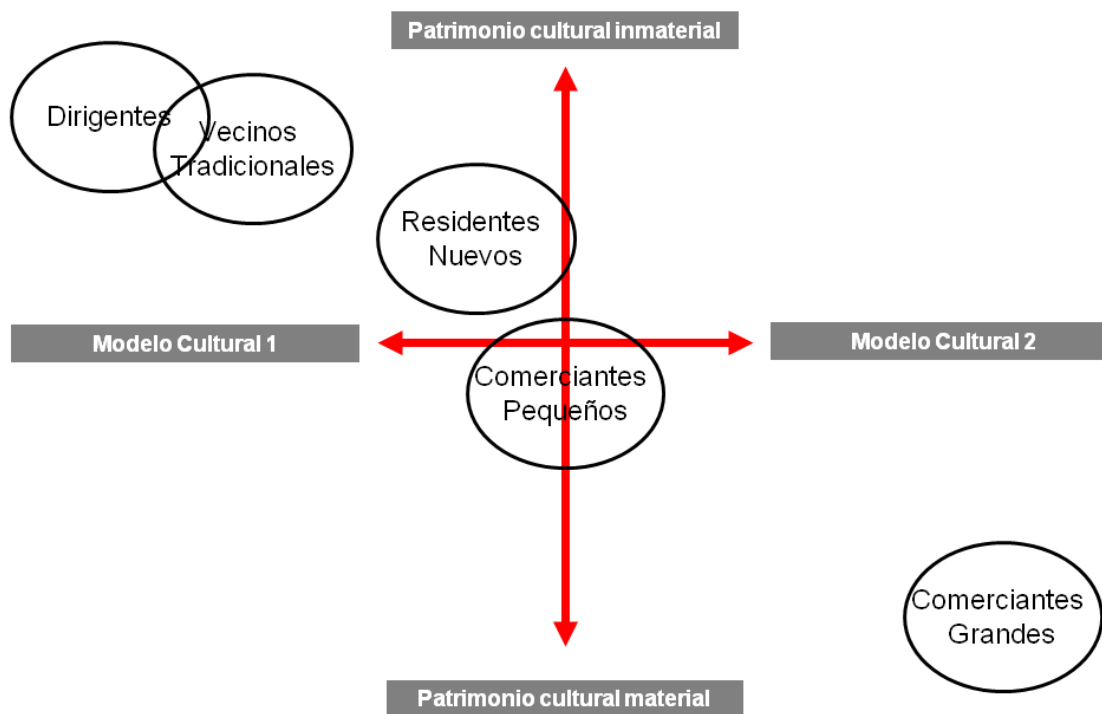 Patrimonio cultural inmaterial
Dirigentes
Vecinos
Tradicionales
Residentes
Nuevos
Modelo Cultural 1
Modelo Cultural 2
Comerciantes
Pequeños
Comerciantes
Grandes
Patrimonio cultural material